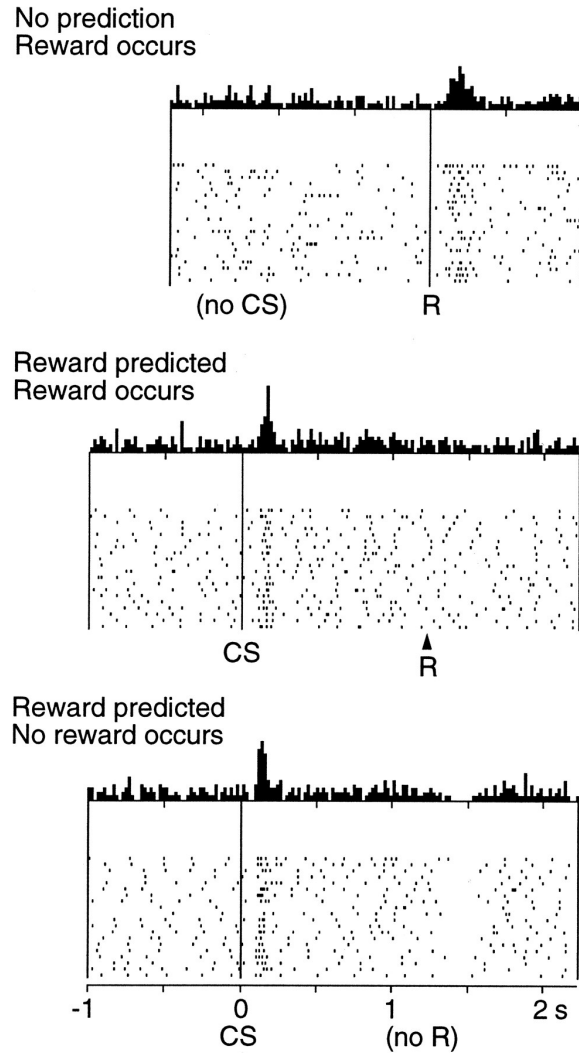 No prediction
Reward occurs
(no CS) R
Reward predicted
Reward occurs
CS
R
Reward predicted
No reward occurs
-1 0 1 2 s
CS (no R)